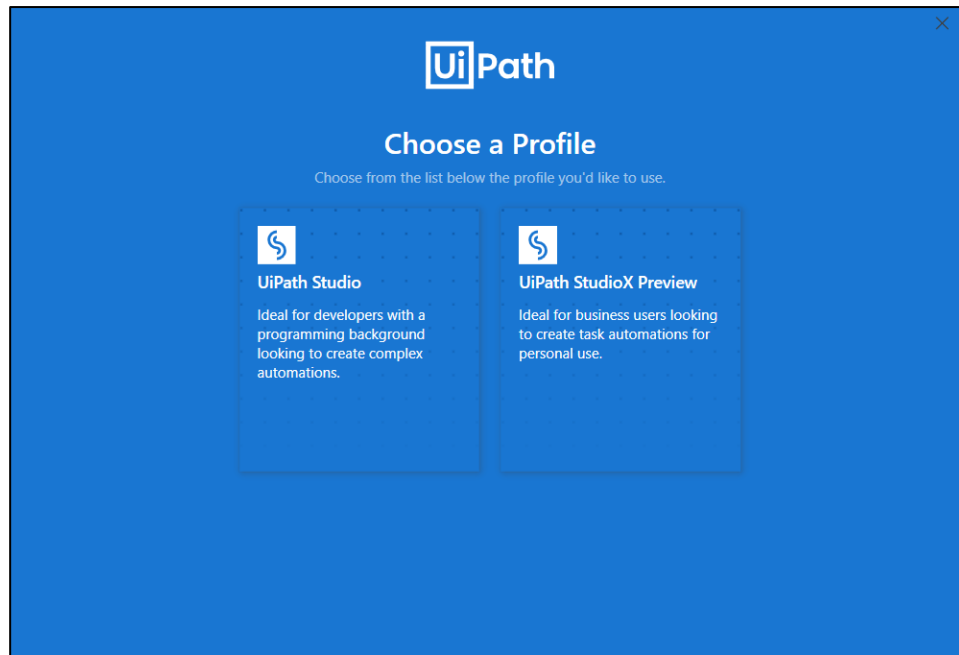 UiPath
Choose a Profile
Choose from the list below the profile you'd like to use.
UiPath Studio
Ideal for developers with a
programming background
looking to create complex
automations.
UiPath StudioX Preview
Ideal for business users looking
to create task automations for
personal use.